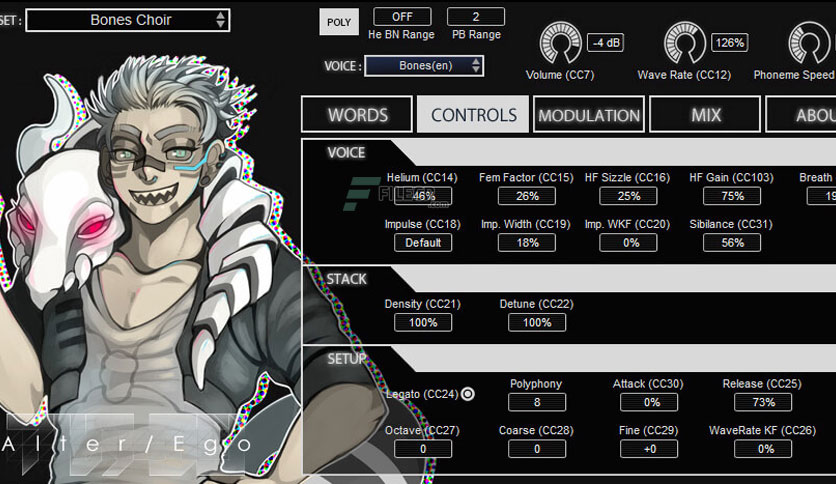 SET : Bones Choir
POLY OFF 2
He BN Range PB Range
VOICE : Bones(en)
-4 dB 126%
Volume (CC7) Wave Rate (CC12) Phoneme Speed
WORDS CONTROLS MODULATION MIX ABOU
VOICE
Helium (CC14) Fem Factor (CC15) HF Sizzle (CC16) HF Gain (CC103) Breath
46% 26% 25% 75% 19
FILECR
.com
Impulse (CC18) Imp. Width (CC19) Imp. WKF (CC20) Sibilance (CC31)
Default 18% 0% 56%
STACK
Density (CC21) Detune (CC22)
100% 100%
SETUP
Legato (CC24) Polyphony Attack (CC30) Release (CC25)
8 0% 73%
Octave (CC27) Coarse (CC28) Fine (CC29) WaveRate KF (CC26)
0 0 +0 0%
Alter/Ego